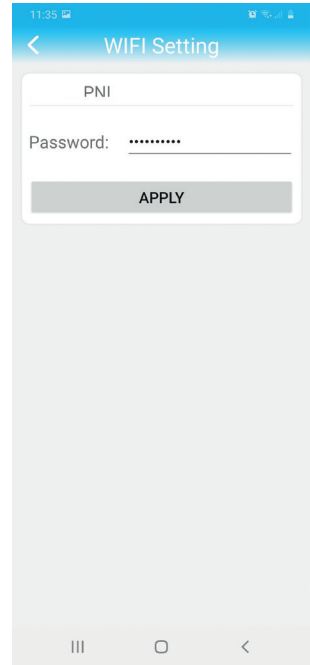 11:35
WIFI Setting
PNI
Password: ••••••••••
APPLY